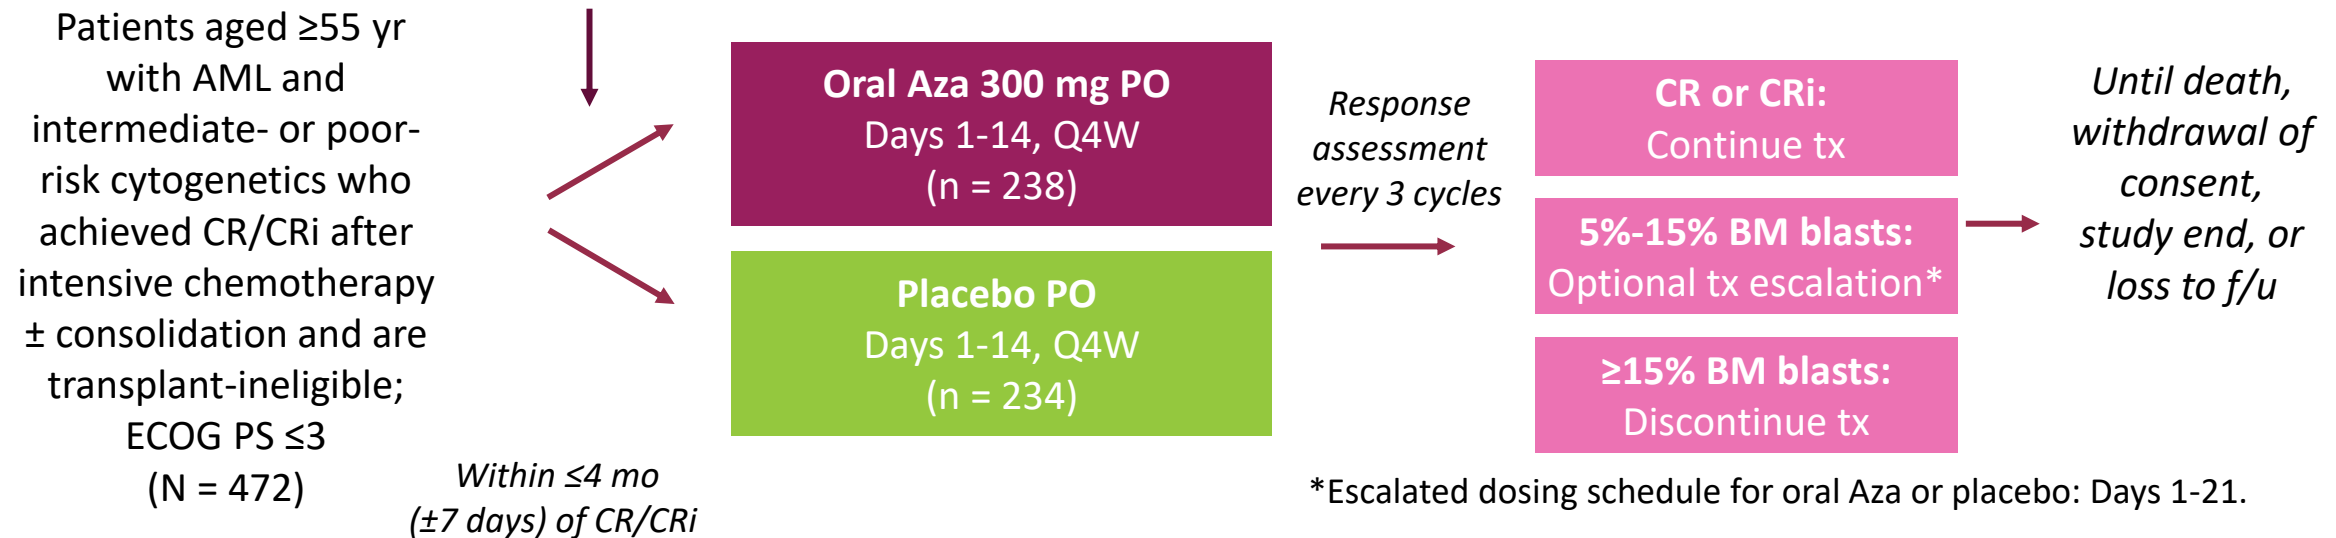 Patients aged ≥55 yr
with AML and
intermediate- or poor-
risk cytogenetics who
achieved CR/CRi after
intensive chemotherapy
± consolidation and are
transplant-ineligible;
ECOG PS ≤3
(N = 472)
Within ≤4 mo
(±7 days) of CR/CRi
Oral Aza 300 mg PO
Days 1-14, Q4W
(n = 238)
Placebo PO
Days 1-14, Q4W
(n = 234)
Response
assessment
every 3 cycles
CR or CRi:
Continue tx
5%-15% BM blasts:
Optional tx escalation*
≥15% BM blasts:
Discontinue tx
Until death,
withdrawal of
consent,
study end, or
loss to f/u
*Escalated dosing schedule for oral Aza or placebo: Days 1-21.